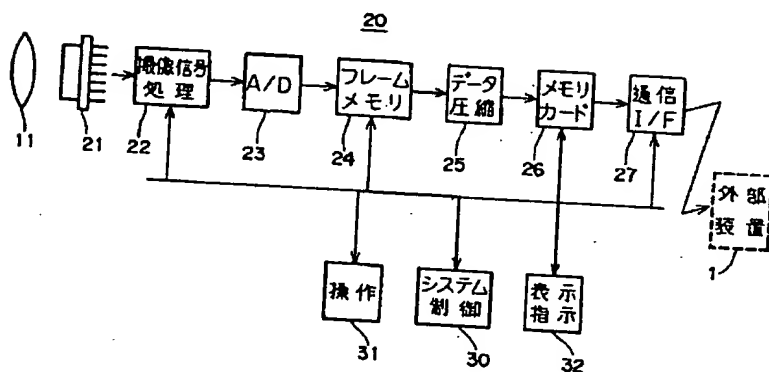 20
11
21
撮像信号
処理
22
A/D
23
フレーム
メモリ
24
データ
圧縮
25
メモリ
カード
26
通信
I/F
27
外部
装置
1
操作
31
システム
制御
30
表示
指示
32